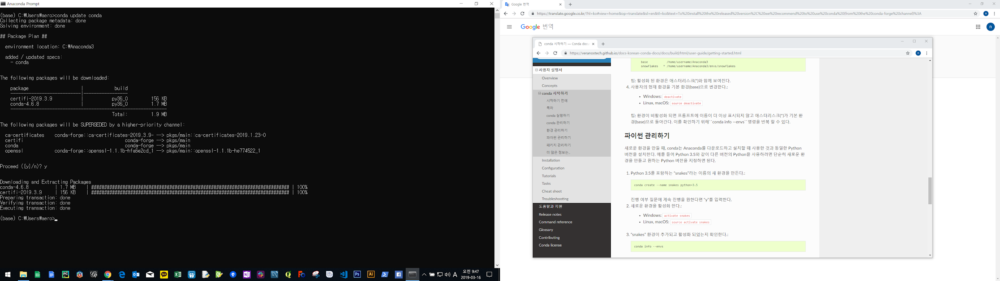 Anaconda Prompt
(base) C:₩Users₩aero>conda update conda
Collecting package metadata: done
Solving environment: done
## Package Plan ##
environment location: C:₩Anaconda3
added / updated specs:
- conda
The following packages will be downloaded:
package | build
---------------------------|-----------------
certifi-2019.3.9 | py36_0 156 KB
conda-4.6.8 | py36_0 1.7 MB
------------------------------------------------------------
Total: 1.9 MB
The following packages will be SUPERSEDED by a higher-priority channel:
ca-certificates conda-forge::ca-certificates-2019.3.9~ --> pkgs/main::ca-certificates-2019.1.23-0
certifi conda-forge --> pkgs/main
conda conda-forge --> pkgs/main
openssl conda-forge::openssl-1.1.1b-hfa6e2cd_1 --> pkgs/main::openssl-1.1.1b-he774522_1
Proceed ([y]/n)? y
Downloading and Extracting Packages
conda-4.6.8 | 1.7 MB | ############################################################################ | 100%
certifi-2019.3.9 | 156 KB | ############################################################################ | 100%
Preparing transaction: done
Verifying transaction: done
Executing transaction: done
(base) C:₩Users₩aero>
오전 9:47
2019-03-16
Google 번역
https://translate.google.co.kr/?hl=ko#view=home&op=translate&sl=en&tl=ko&text=To%20install%20the%20released%20version%2C%20we%20recommend%20to%20use%20conda%20(from%20the%20conda-forge%20channel)%3A
Google 번역
n
conda 시작하기 — Conda docu
https://veranostech.github.io/docs-korean-conda-docs/docs/build/html/user-guide/getting-started.html
사용자 설명서
Overview
Concepts
conda 시작하기
시작하기 전에
목차
conda 실행하기
conda 관리하기
환경 관리하기
파이썬 관리하기
패키지 관리하기
더 많은 정보는..
Installation
Configuration
Tutorials
Tasks
Cheat sheet
Troubleshooting
도움말과 지원
Release notes
Command reference
Glossary
Contributing
Conda license
base /home/username/Anaconda3
snowflakes * /home/username/Anaconda3/envs/snowflakes
팁: 활성화 된 환경은 애스터리스크(*)와 함께 보여진다.
4. 사용자의 현재 환경을 기본 환경(base)으로 변경한다.:
• Windows: deactivate
• Linux, macOS: source deactivate
팁: 환경이 비활성화 되면 프롬프트에 이름이 더 이상 표시되지 않고 애스터리스크(*)가 기본 환
경(base)으로 돌아간다. 이를 확인하기 위해``conda info —envs``명령을 반복 할 수 있다.
파이썬 관리하기
새로운 환경을 만들 때, conda는 Anaconda를 다운로드하고 설치할 때 사용한 것과 동일한 Python
버전을 설치한다. 예를 들어 Python 3.5와 같이 다른 버전의 Python을 사용하려면 단순히 새로운 환
경을 만들고 원하는 Python 버전을 지정하면 된다.
1. Python 3.5를 포함하는 “snakes”라는 이름의 새 환경을 만든다.:
conda create --name snakes python=3.5
진행 여부 질문에 계속 진행을 원한다면 “y”를 입력한다.
2. 새로운 환경을 활성화 한다.:
• Windows: activate snakes
• Linux, macOS: source activate snakes
3. “snakes” 환경이 추가되고 활성화 되었는지 확인한다.:
conda info --envs